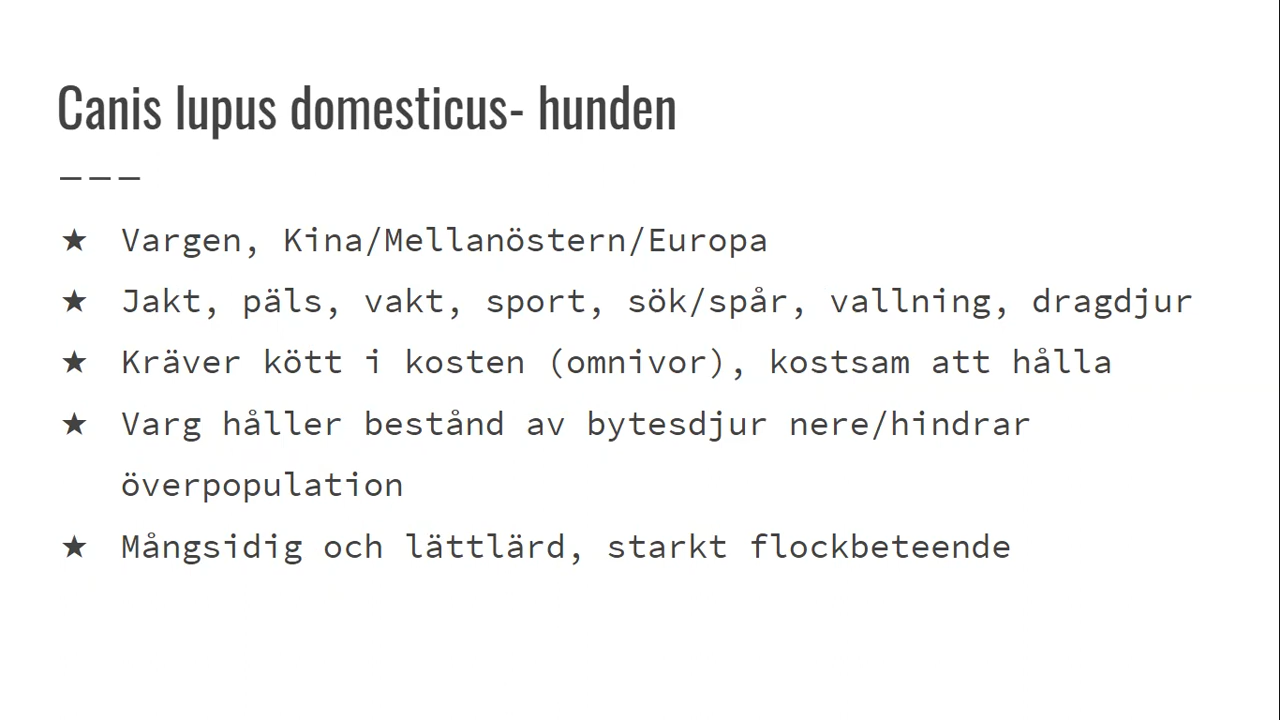 Canis lupus domesticus- hunden
★ Vargen, Kina/Mellanöstern/Europa
★ Jakt, päls, vakt, sport, sök/spår, vallning, dragdjur
★ Kräver kött i kosten (omnivor), kostsam att hålla
★ Varg håller bestånd av bytesdjur nere/hindrar
överpopulation
★ Mångsidig och lättlärd, starkt flockbeteende